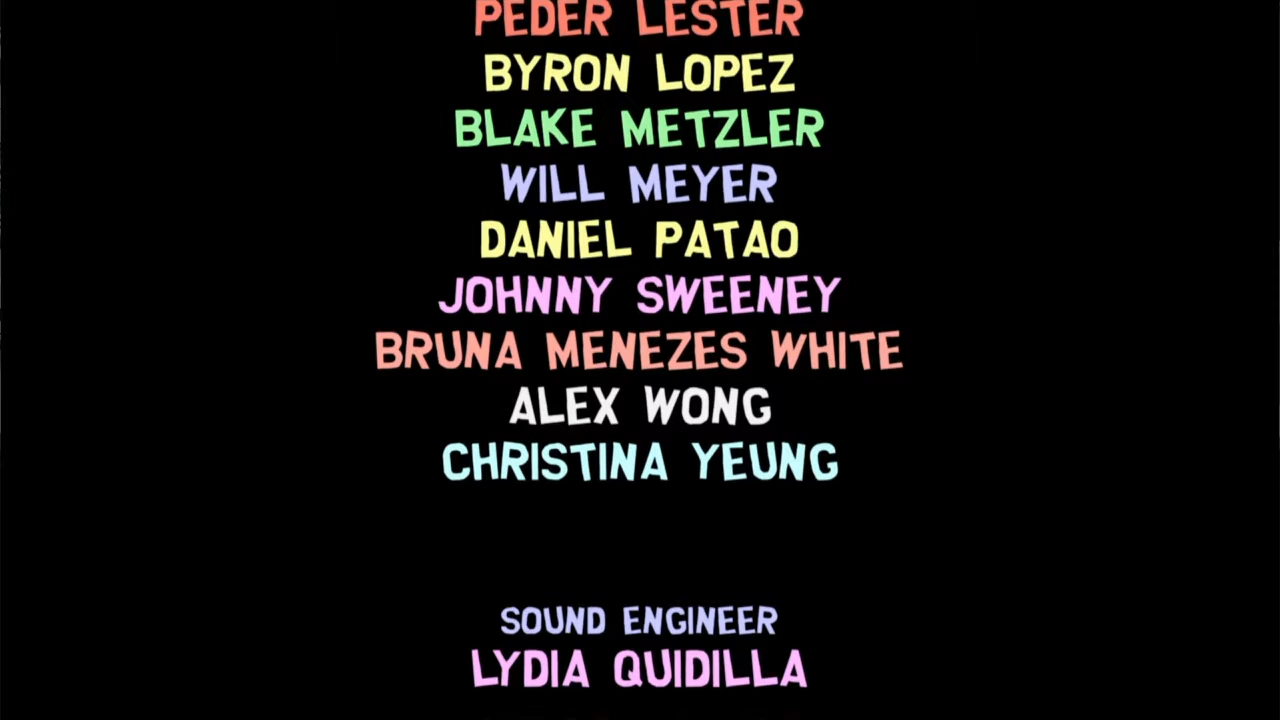 PEDER LESTER
BYRON LOPEZ
BLAKE METZLER
WILL MEYER
DANIEL PATAO
JOHNNY SWEENEY
BRUNA MENEZES WHITE
ALEX WONG
CHRISTINA YEUNG
SOUND ENGINEER
LYDIA QUIDILLA